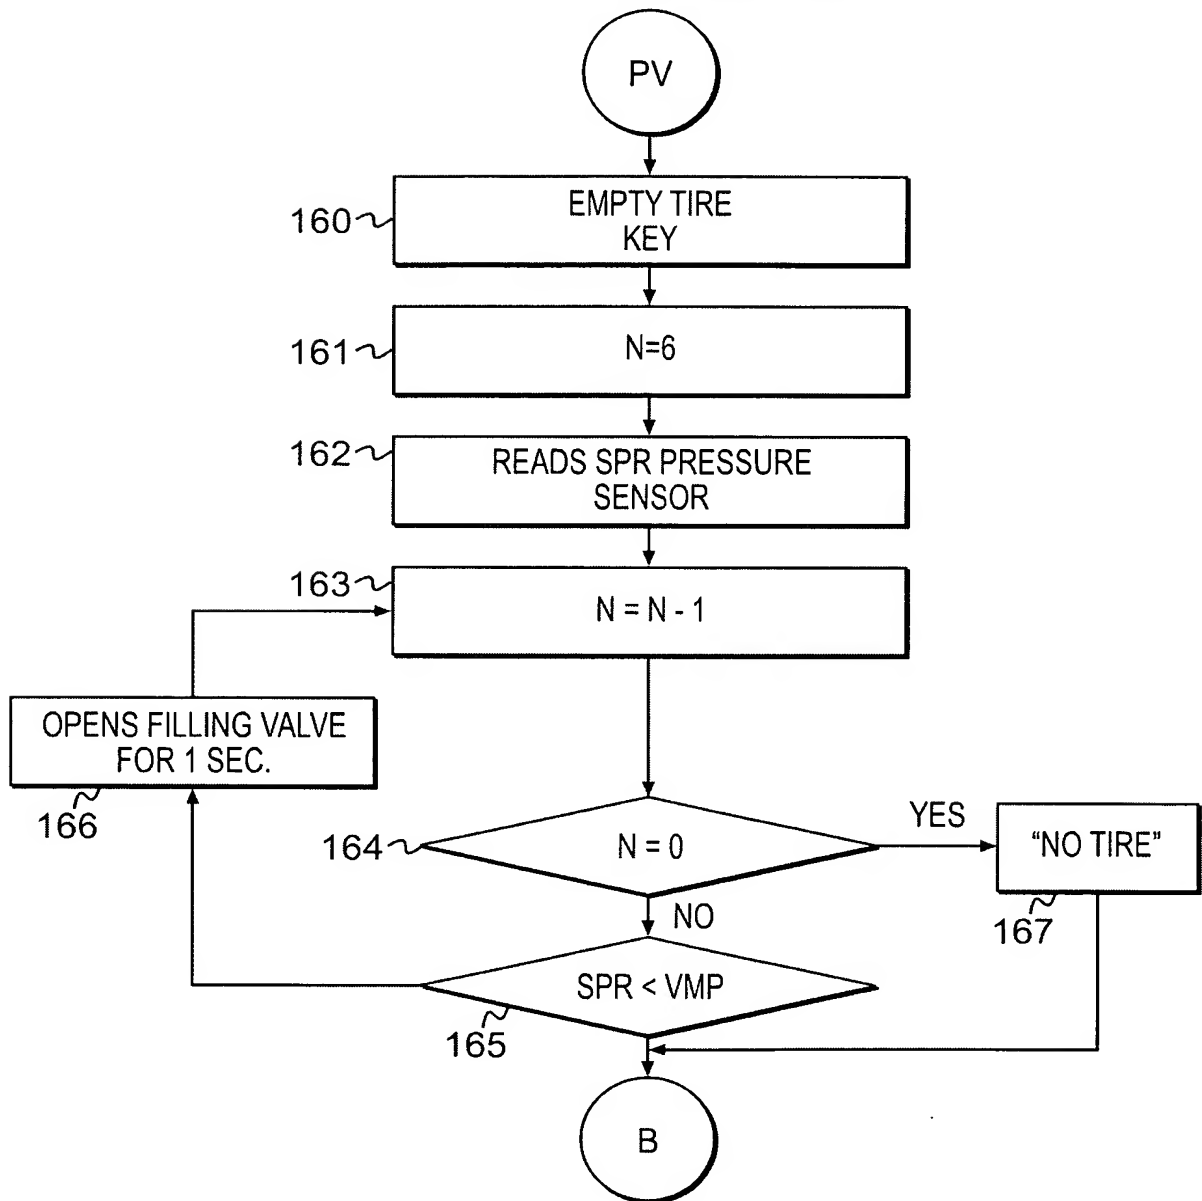 PV
160
EMPTY TIRE
KEY
161
N=6
162
READS SPR PRESSURE
SENSOR
163
N = N - 1
OPENS FILLING VALVE
FOR 1 SEC.
166
164
N = 0
YES
"NO TIRE"
167
NO
SPR < VMP
165
B